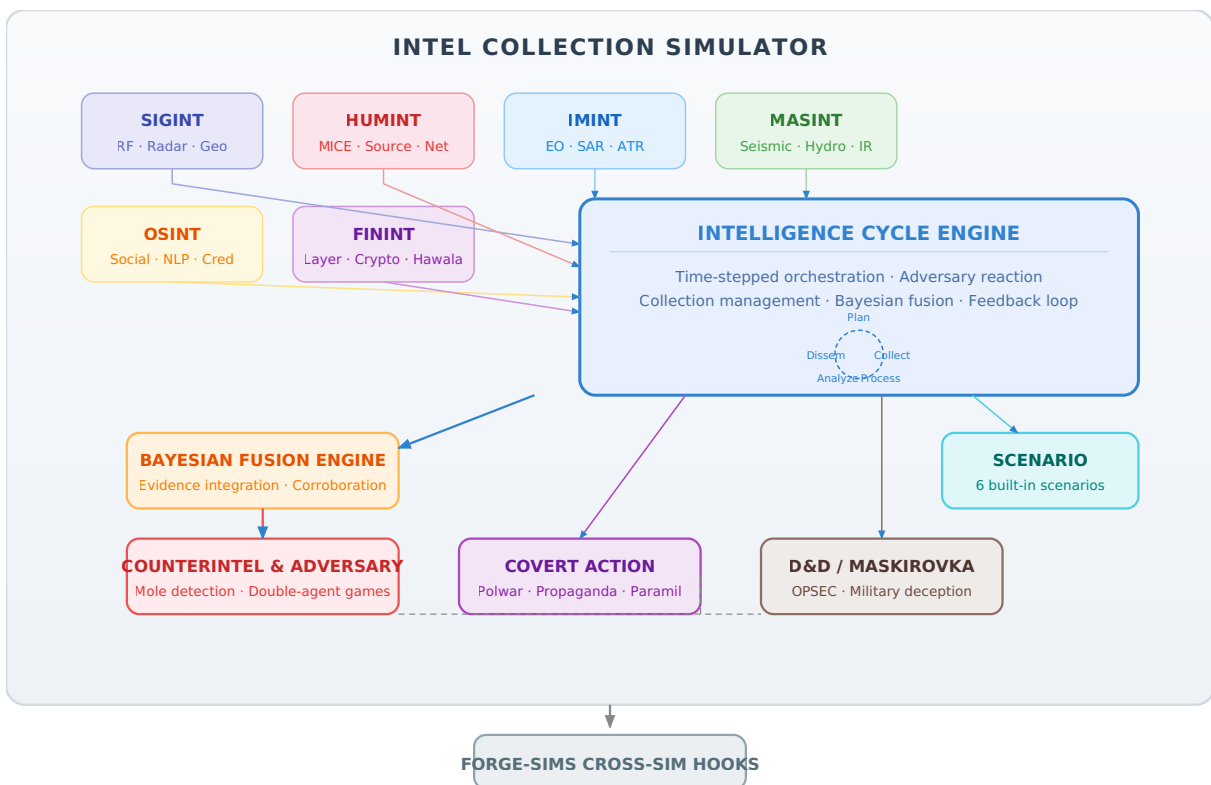 INTEL COLLECTION SIMULATOR
SIGINT
RF · Radar · Geo
HUMINT
MICE · Source · Net
IMINT
EO · SAR · ATR
MASINT
Seismic · Hydro · IR
OSINT
Social · NLP · Cred
FININT
Layer · Crypto · Hawala
INTELLIGENCE CYCLE ENGINE
Time-stepped orchestration · Adversary reaction
Collection management · Bayesian fusion · Feedback loop
Plan
Dissem
Collect
Analyze
Process
BAYESIAN FUSION ENGINE
Evidence integration · Corroboration
SCENARIO
6 built-in scenarios
COUNTERINTEL & ADVERSARY
Mole detection · Double-agent games
COVERT ACTION
Polwar · Propaganda · Paramil
D&D / MASKIROVKA
OPSEC · Military deception
FORGE-SIMS CROSS-SIM HOOKS